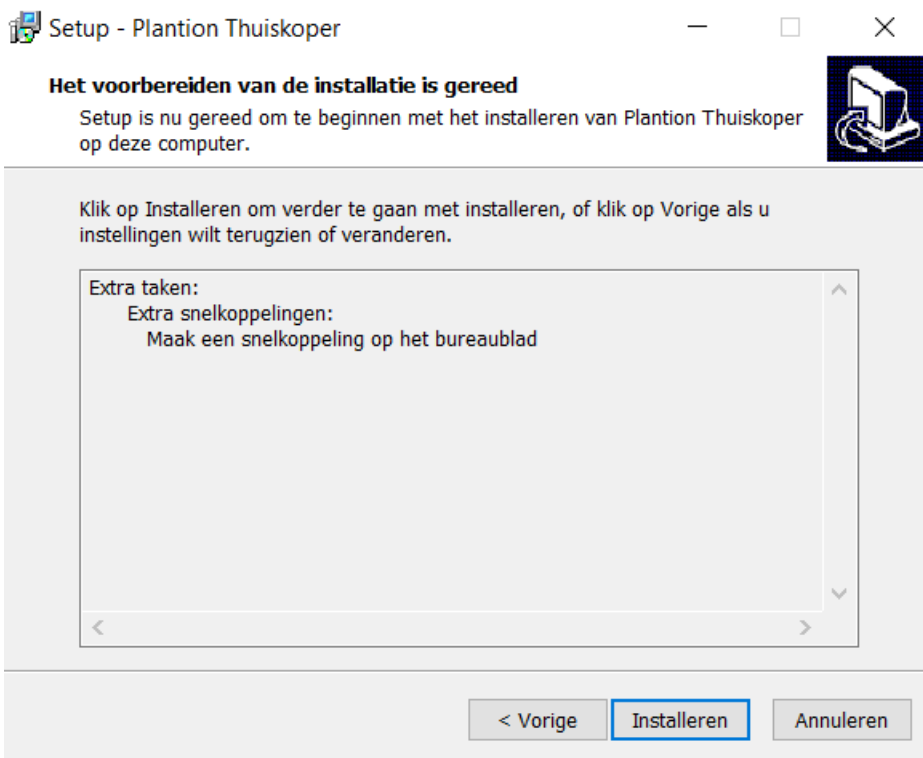 Setup - Plantion Thuiskoper
Het voorbereiden van de installatie is gereed
Setup is nu gereed om te beginnen met het installeren van Plantion Thuiskoper
op deze computer.
Klik op Installeren om verder te gaan met installeren, of klik op Vorige als u
instellingen wilt terugzien of veranderen.
Extra taken:
Extra snelkoppelingen:
Maak een snelkoppeling op het bureaublad
< Vorige
Installeren
Annuleren